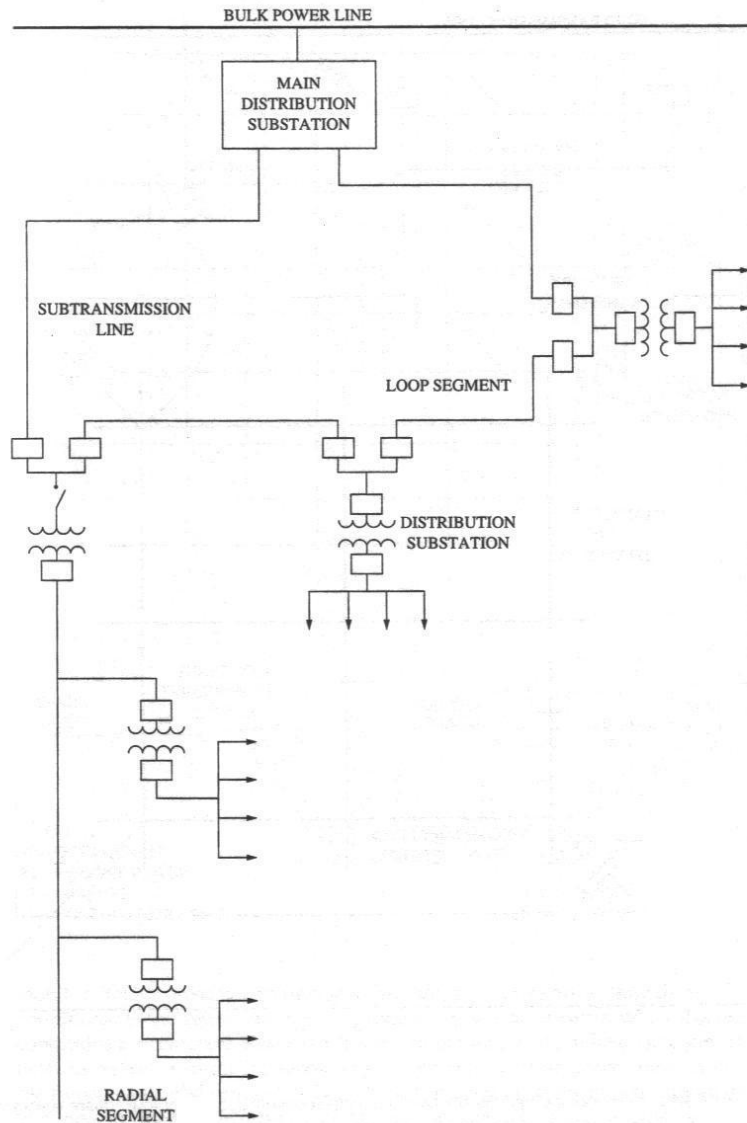 BULK POWER LINE
MAIN
DISTRIBUTION
SUBSTATION
SUBTRANSMISSION
LINE
LOOP SEGMENT
DISTRIBUTION
SUBSTATION
RADIAL
SEGMENT